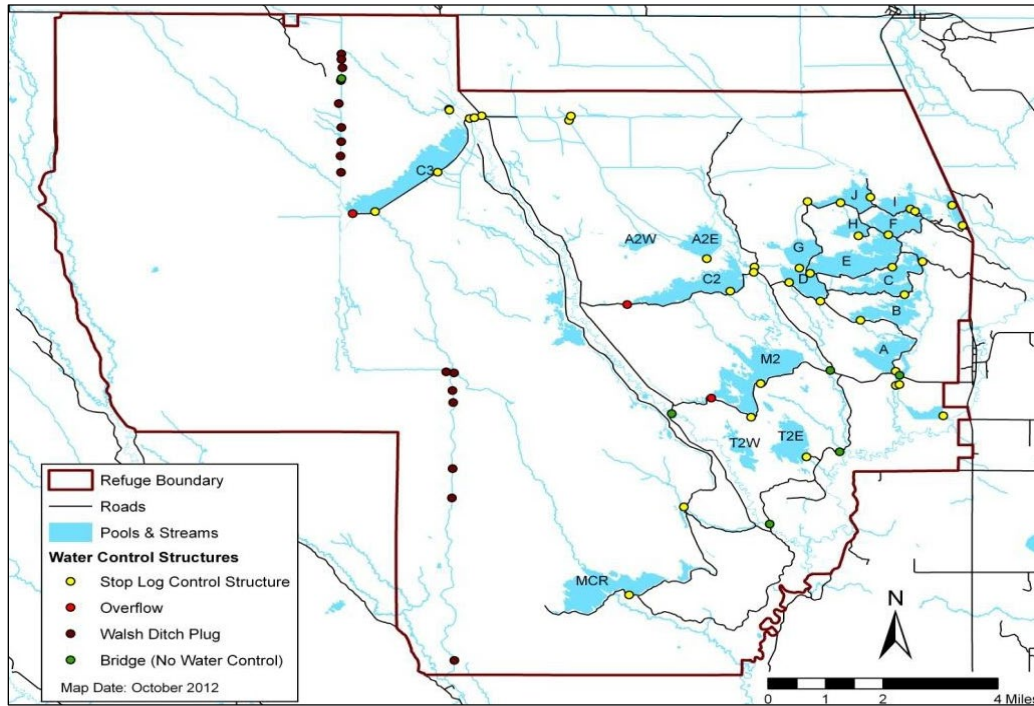 C3
J
I
H
F
A2W
A2E
G
E
C2
D
C
B
A
M2
T2W
T2E
MCR
Refuge Boundary
Roads
Pools & Streams
Water Control Structures
Stop Log Control Structure
Overflow
Walsh Ditch Plug
Bridge (No Water Control)
Map Date: October 2012
N
0 1 2 4 Miles